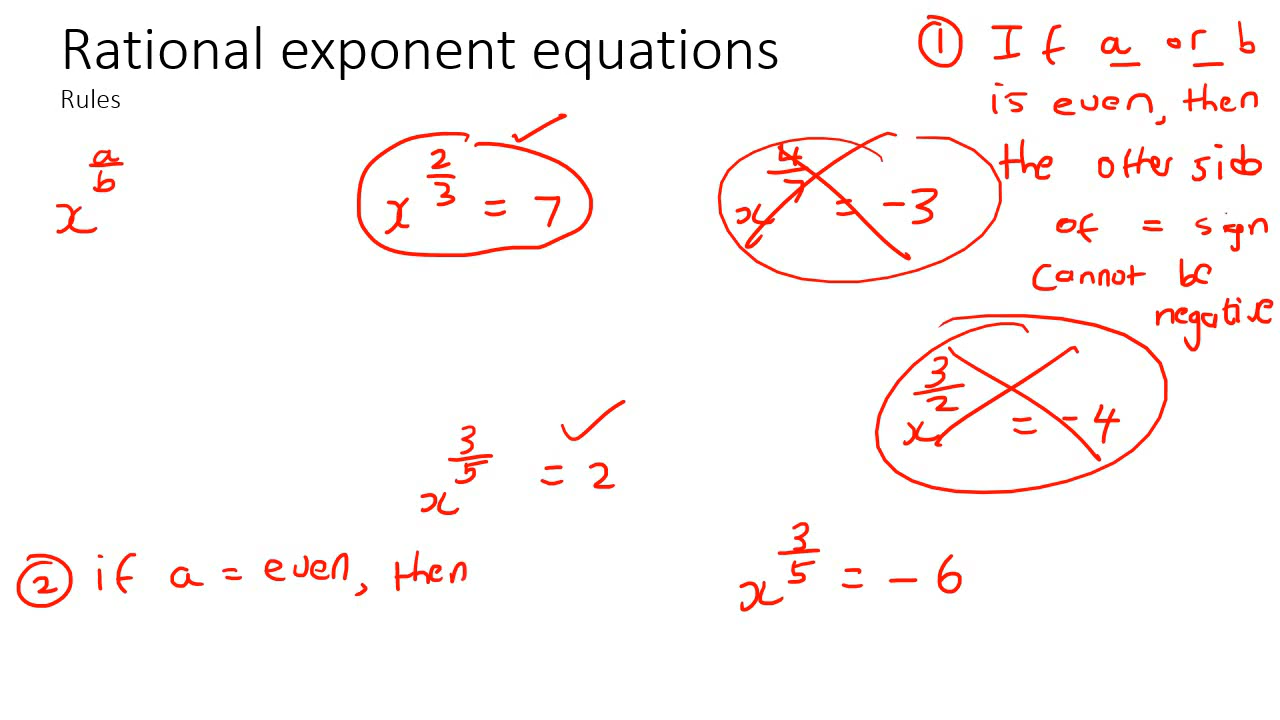 Rational exponent equations
Rules
① If a or b
is even, then
the other side
of = sign
cannot be
negative
x^(a/b)
x^(2/3) = 7 ✓
x^(4/7) = -3
x^(3/2) = -4
x^(3/5) = 2 ✓
② if a = even, then
x^(3/5) = - 6